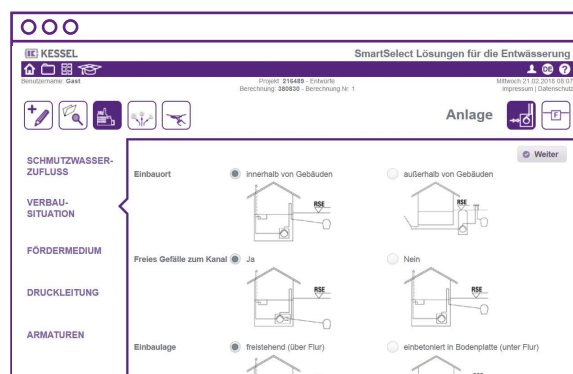 KESSEL
SmartSelect Lösungen für die Entwässerung
DE ?
Benutzername: Gast
Projekt: 216489 - Entwürfe
Mittwoch 21.02.2018 08:07
Berechnung: 380830 - Berechnung Nr. 1
Impressum | Datenschutz
Anlage
F
Weiter
SCHMUTZWASSER-
ZUFLUSS
VERBAU-
SITUATION
FÖRDERMEDIUM
DRUCKLEITUNG
ARMATUREN
Einbauort
innerhalb von Gebäuden
außerhalb von Gebäuden
RSE
RSE
Freies Gefälle zum Kanal
Ja
Nein
RSE
RSE
Einbaulage
freistehend (über Flur)
einbetoniert in Bodenplatte (unter Flur)